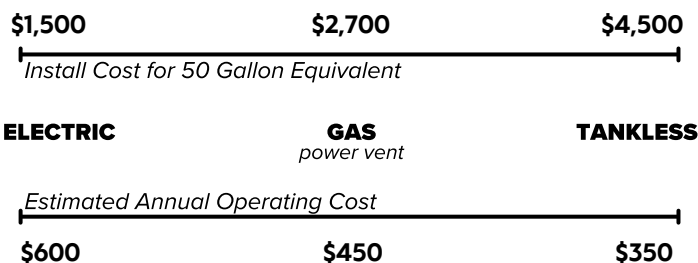 $1,500 $2,700 $4,500
Install Cost for 50 Gallon Equivalent
ELECTRIC GAS TANKLESS
power vent
Estimated Annual Operating Cost
$600 $450 $350